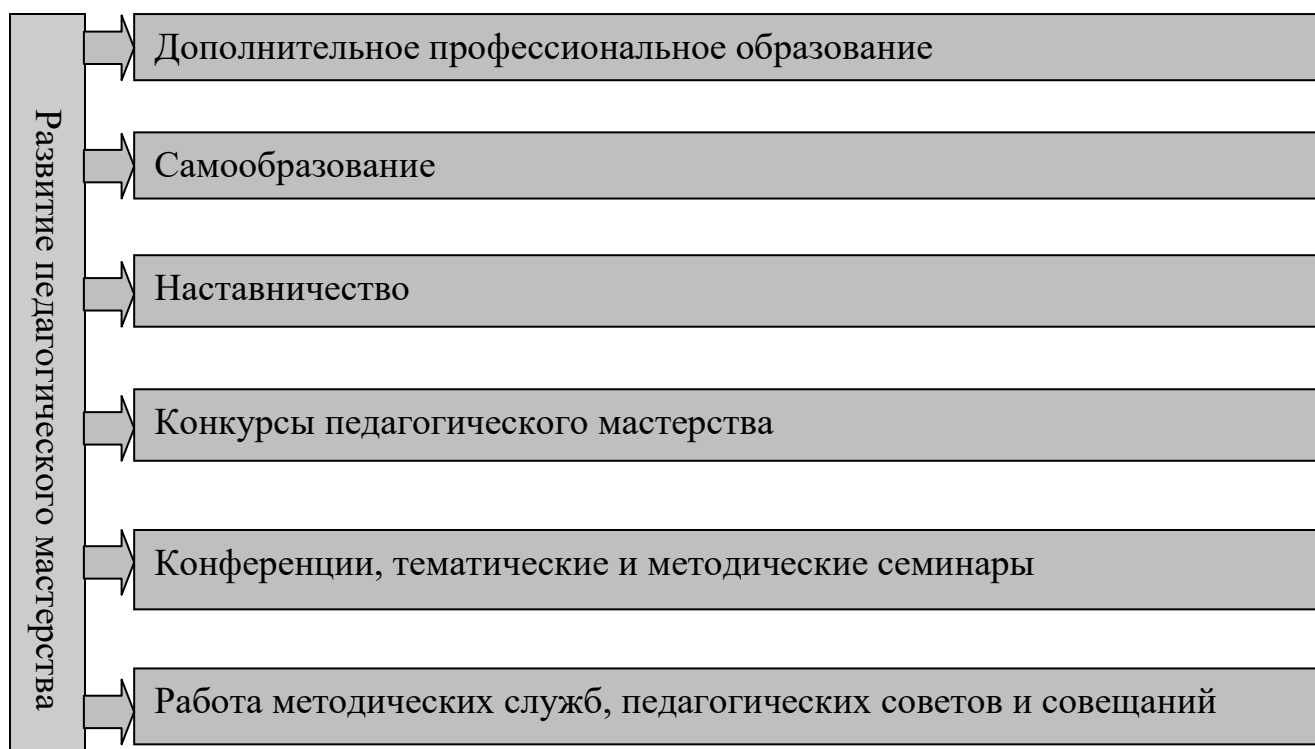 Развитие педагогического мастерства
Дополнительное профессиональное образование
Самообразование
Наставничество
Конкурсы педагогического мастерства
Конференции, тематические и методические семинары
Работа методических служб, педагогических советов и совещаний